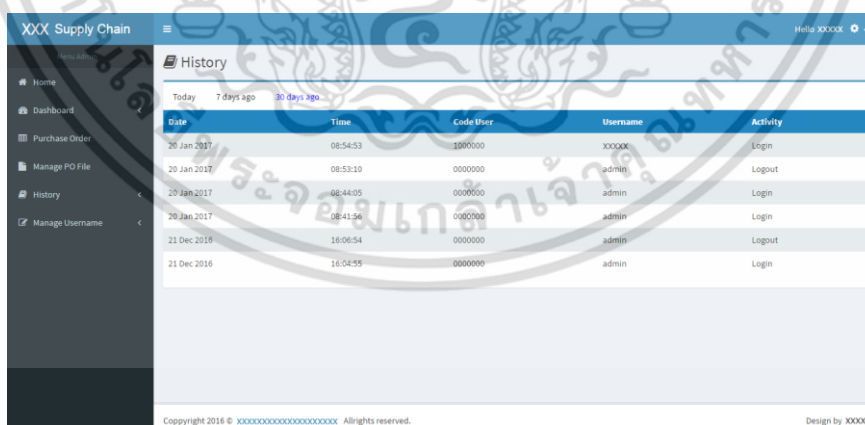 XXX Supply Chain
Hello XXXXX
Menu Adm
History
Home
Today 7 days ago 30 days ago
Dashboard
Date Time Code User Username Activity
Purchase Order
20 Jan 2017 08:54:53 1000000 XXXXX Login
Manage PO File
20 Jan 2017 08:53:10 0000000 admin Logout
History
20 Jan 2017 08:44:05 0000000 admin Login
Manage Username
20 Jan 2017 08:41:56 0000000 admin Login
21 Dec 2016 16:06:54 0000000 admin Logout
21 Dec 2016 16:04:55 0000000 admin Login
Coppyright 2016 © XXXXXXXXXXXXXXXXXXXX Allrights reserved. Design by XXXX